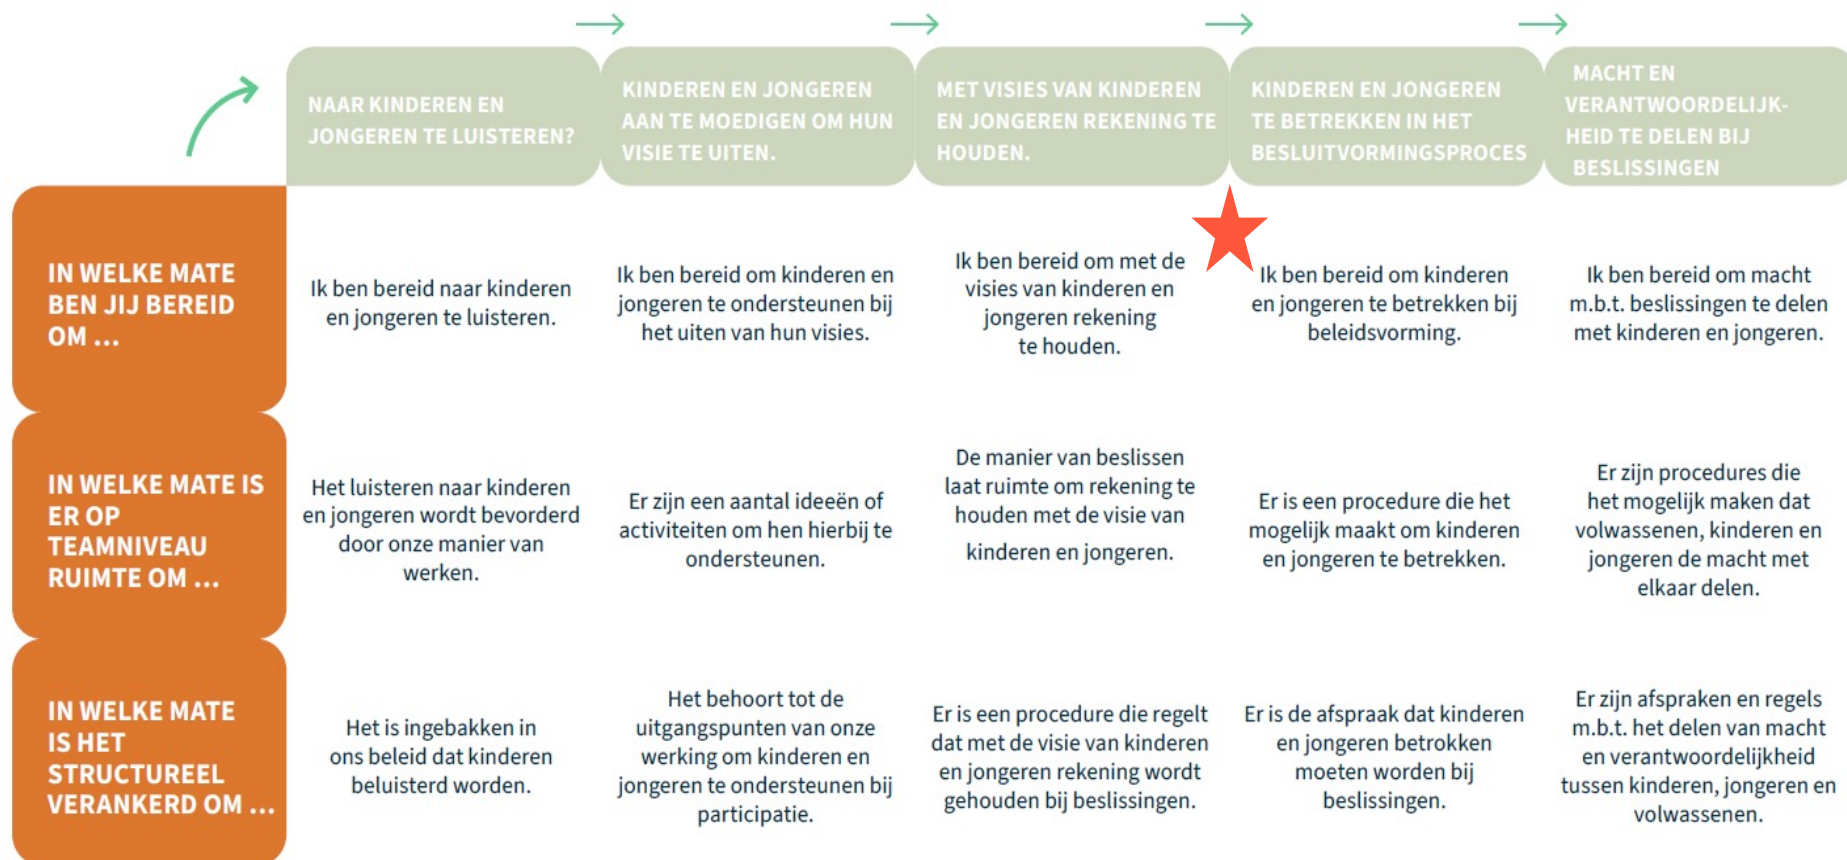 NAAR KINDEREN EN
JONGEREN TE LUISTEREN?
KINDEREN EN JONGEREN
AAN TE MOEDIGEN OM HUN
VISIE TE UITEN.
MET VISIES VAN KINDEREN
EN JONGEREN REKENING TE
HOUDEN.
KINDEREN EN JONGEREN
TE BETREKKEN IN HET
BESLUITVORMINGSPROCES
MACHT EN
VERANTWOORDELIJK-
HEID TE DELEN BIJ
BESLISSINGEN
IN WELKE MATE
BEN JIJ BEREID
OM ...
Ik ben bereid naar kinderen
en jongeren te luisteren.
Ik ben bereid om kinderen en
jongeren te ondersteunen bij
het uiten van hun visies.
Ik ben bereid om met de
visies van kinderen en
jongeren rekening
te houden.
Ik ben bereid om kinderen
en jongeren te betrekken bij
beleidsvorming.
Ik ben bereid om macht
m.b.t. beslissingen te delen
met kinderen en jongeren.
IN WELKE MATE IS
ER OP
TEAMNIVEAU
RUIMTE OM ...
Het luisteren naar kinderen
en jongeren wordt bevorderd
door onze manier van
werken.
Er zijn een aantal ideeën of
activiteiten om hen hierbij te
ondersteunen.
De manier van beslissen
laat ruimte om rekening te
houden met de visie van
kinderen en jongeren.
Er is een procedure die het
mogelijk maakt om kinderen
en jongeren te betrekken.
Er zijn procedures die
het mogelijk maken dat
volwassenen, kinderen en
jongeren de macht met
elkaar delen.
IN WELKE MATE
IS HET
STRUCTUREEL
VERANKERD OM ...
Het is ingebakken in
ons beleid dat kinderen
beluisterd worden.
Het behoort tot de
uitgangspunten van onze
werking om kinderen en
jongeren te ondersteunen bij
participatie.
Er is een procedure die regelt
dat met de visie van kinderen
en jongeren rekening wordt
gehouden bij beslissingen.
Er is de afspraak dat kinderen
en jongeren betrokken
moeten worden bij
beslissingen.
Er zijn afspraken en regels
m.b.t. het delen van macht
en verantwoordelijkheid
tussen kinderen, jongeren en
volwassenen.